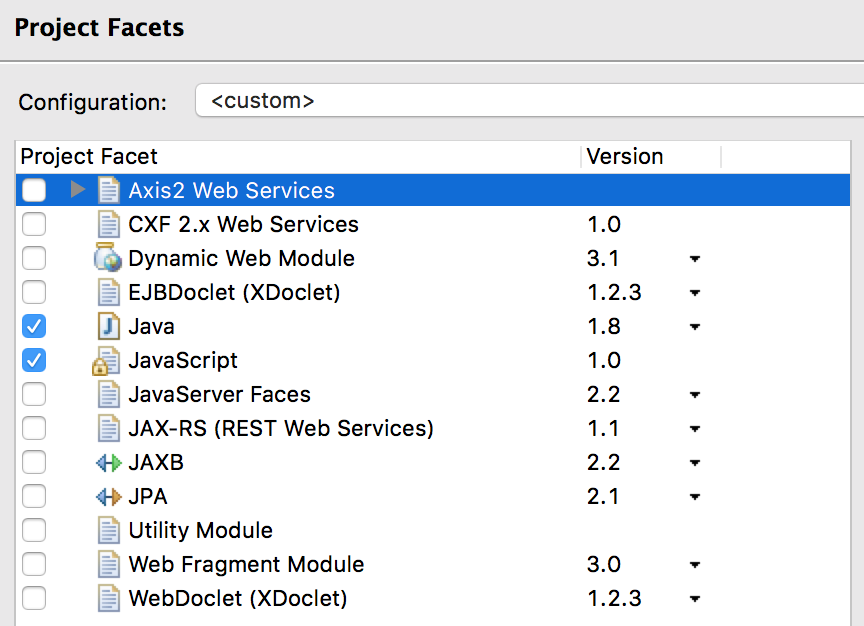 Project Facets
Configuration: <custom>
Project Facet Version
Axis2 Web Services
CXF 2.x Web Services 1.0
Dynamic Web Module 3.1
EJBDoclet (XDoclet) 1.2.3
Java 1.8
JavaScript 1.0
JavaServer Faces 2.2
JAX-RS (REST Web Services) 1.1
JAXB 2.2
JPA 2.1
Utility Module
Web Fragment Module 3.0
WebDoclet (XDoclet) 1.2.3